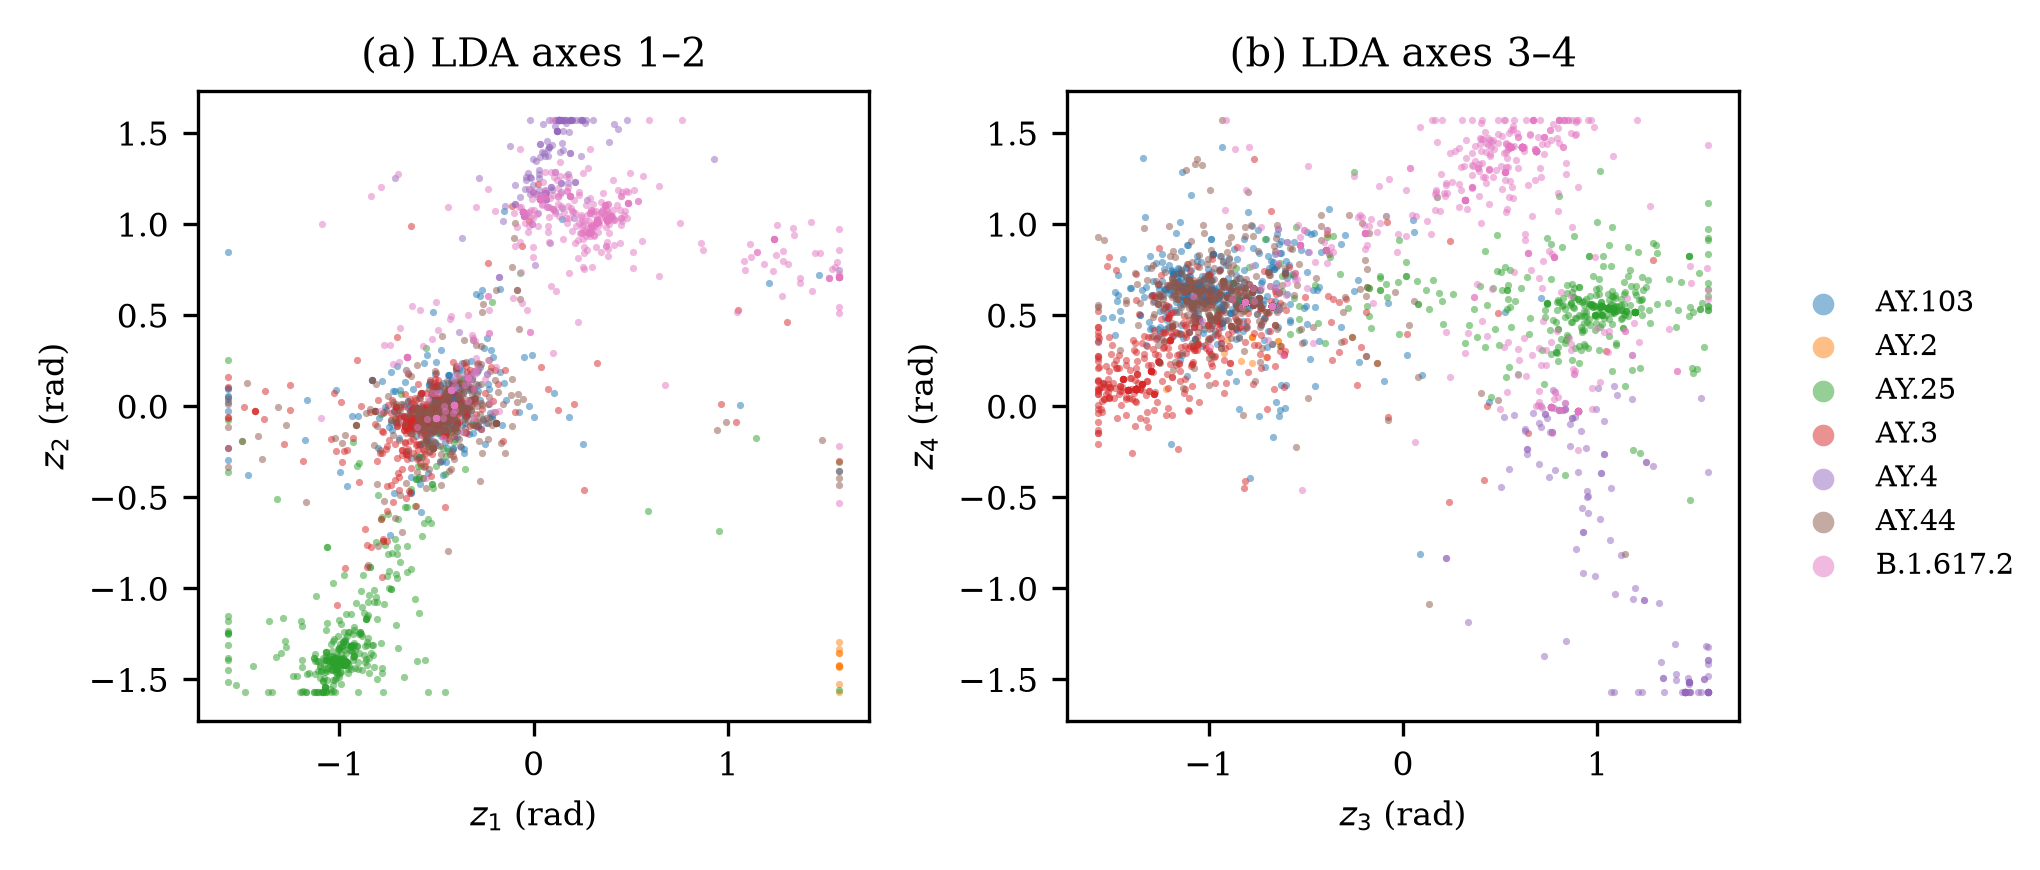 (a) LDA axes 1–2
1.5
1.0
0.5
0.0
−0.5
−1.0
−1.5
z₂ (rad)
−1
0
1
z₁ (rad)
(b) LDA axes 3–4
1.5
1.0
0.5
0.0
−0.5
−1.0
−1.5
z₄ (rad)
−1
0
1
z₃ (rad)
AY.103
AY.2
AY.25
AY.3
AY.4
AY.44
B.1.617.2